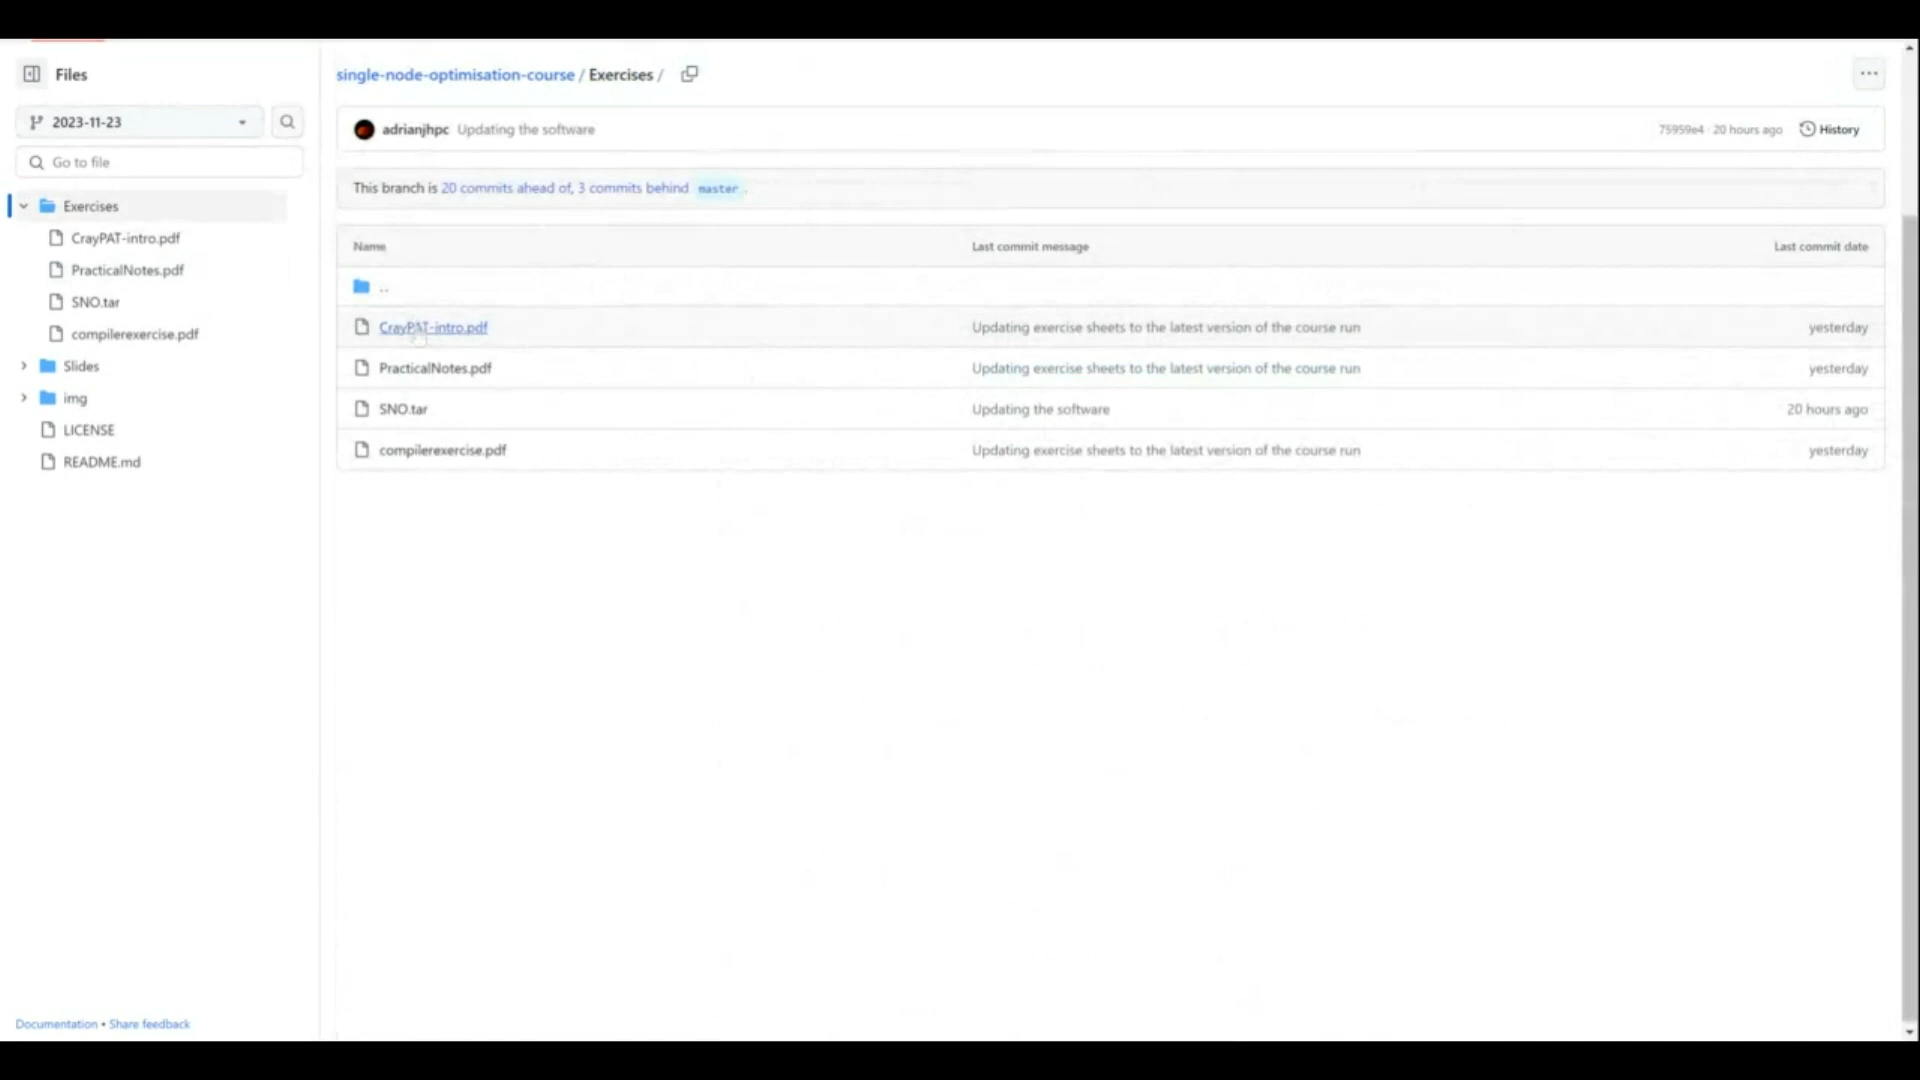 Files
2023-11-23
Go to file
Exercises
CrayPAT-intro.pdf
PracticalNotes.pdf
SNO.tar
compilerexercise.pdf
Slides
img
LICENSE
README.md
Documentation • Share feedback
single-node-optimisation-course / Exercises /
adrianjhpc Updating the software 75959e4 · 20 hours ago History
This branch is 20 commits ahead of, 3 commits behind master .
Name Last commit message Last commit date
..
CrayPAT-intro.pdf Updating exercise sheets to the latest version of the course run yesterday
PracticalNotes.pdf Updating exercise sheets to the latest version of the course run yesterday
SNO.tar Updating the software 20 hours ago
compilerexercise.pdf Updating exercise sheets to the latest version of the course run yesterday